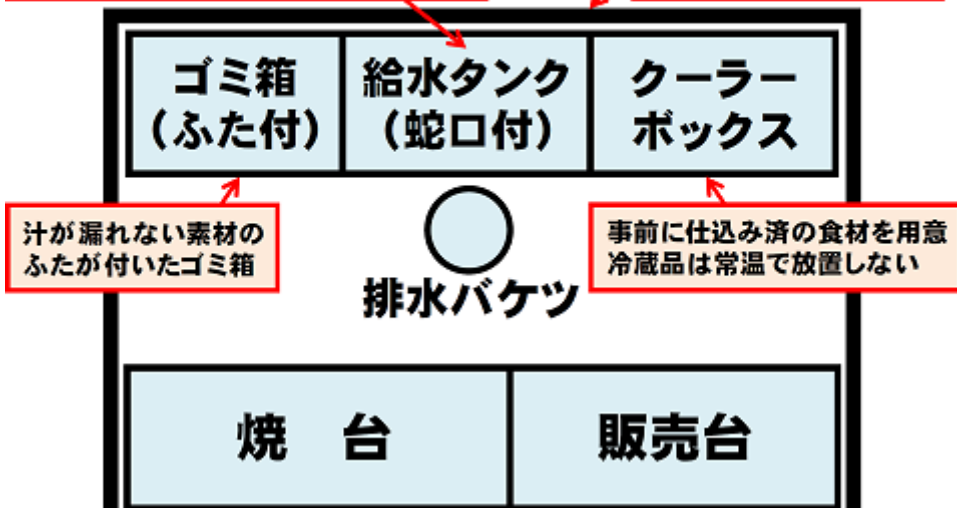 ゴミ箱
（ふた付）
給水タンク
（蛇口付）
クーラー
ボックス
汁が漏れない素材の
ふたが付いたゴミ箱
事前に仕込み済の食材を用意
冷蔵品は常温で放置しない
排水バケツ
焼　台
販売台